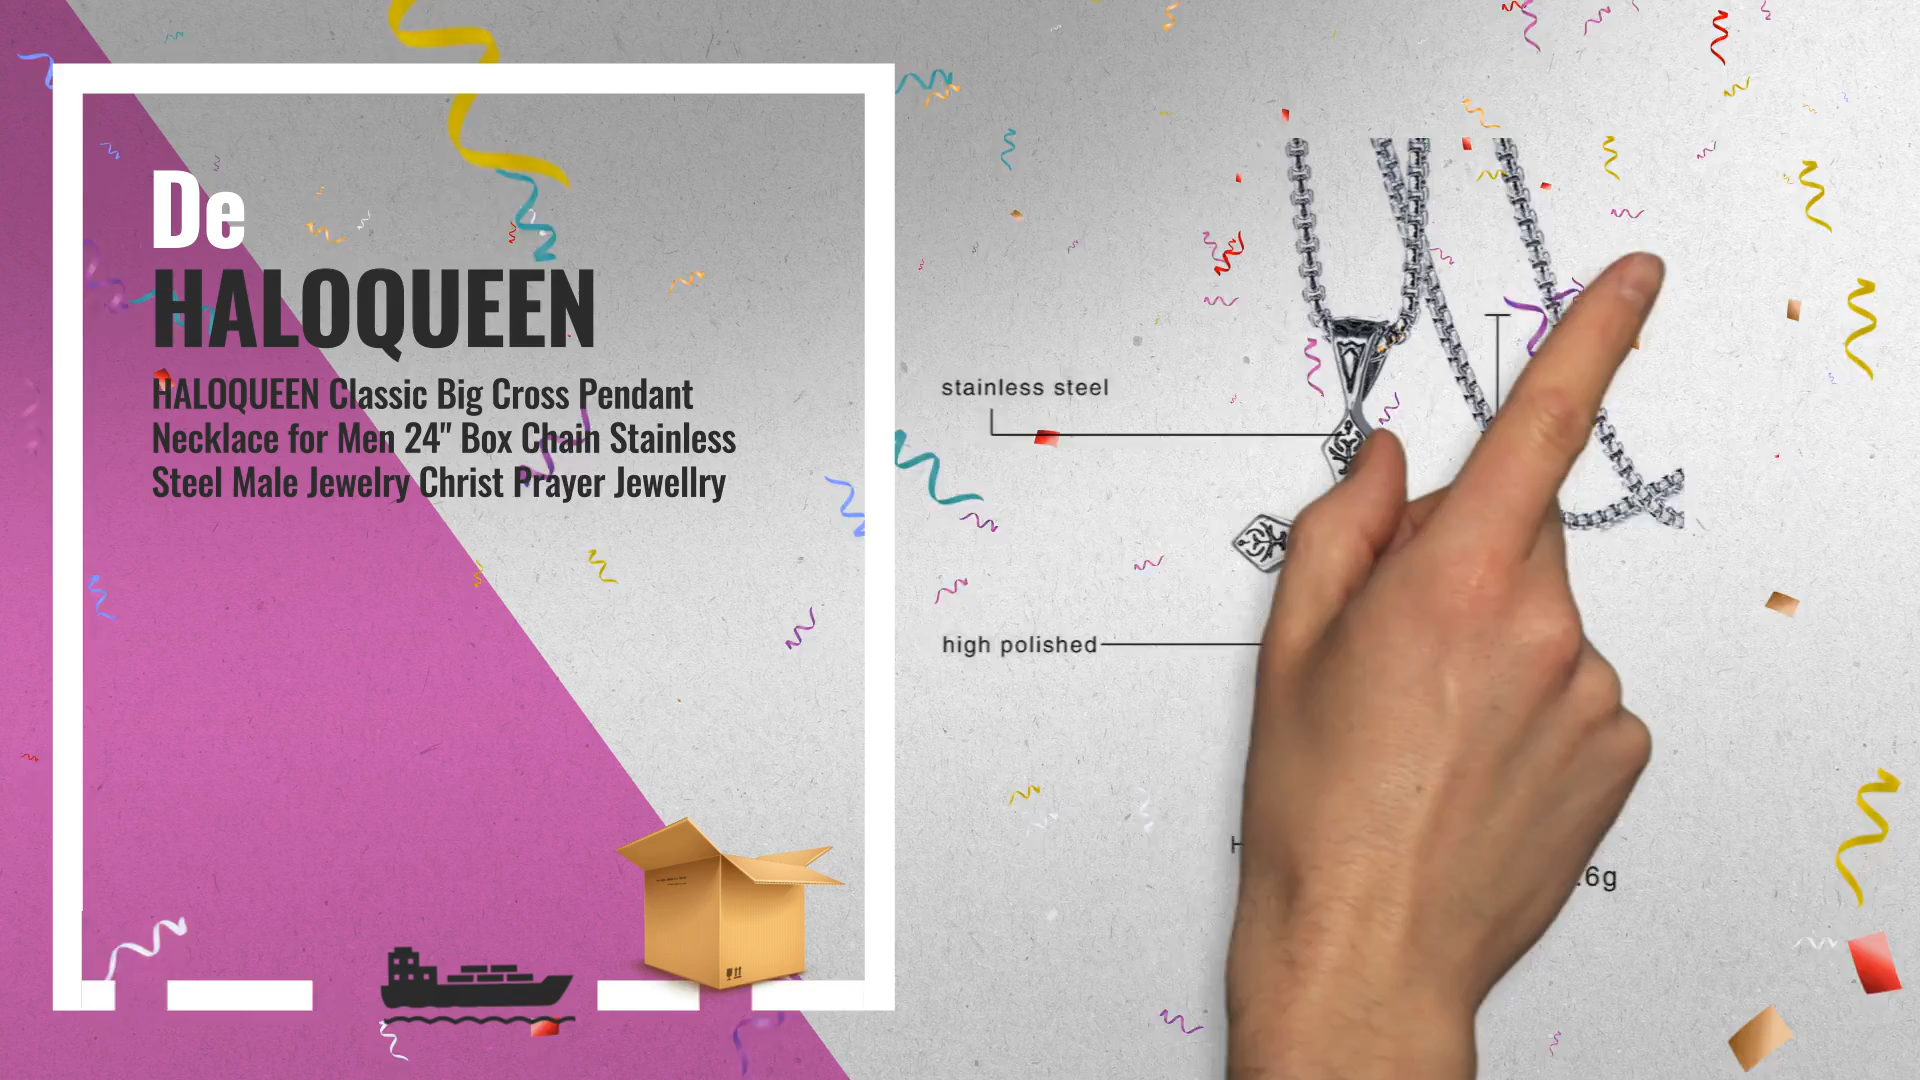 De
HALOQUEEN
HALOQUEEN Classic Big Cross Pendant
Necklace for Men 24" Box Chain Stainless
Steel Male Jewelry Christ Prayer Jewellry
stainless steel
high polished
H
.6g